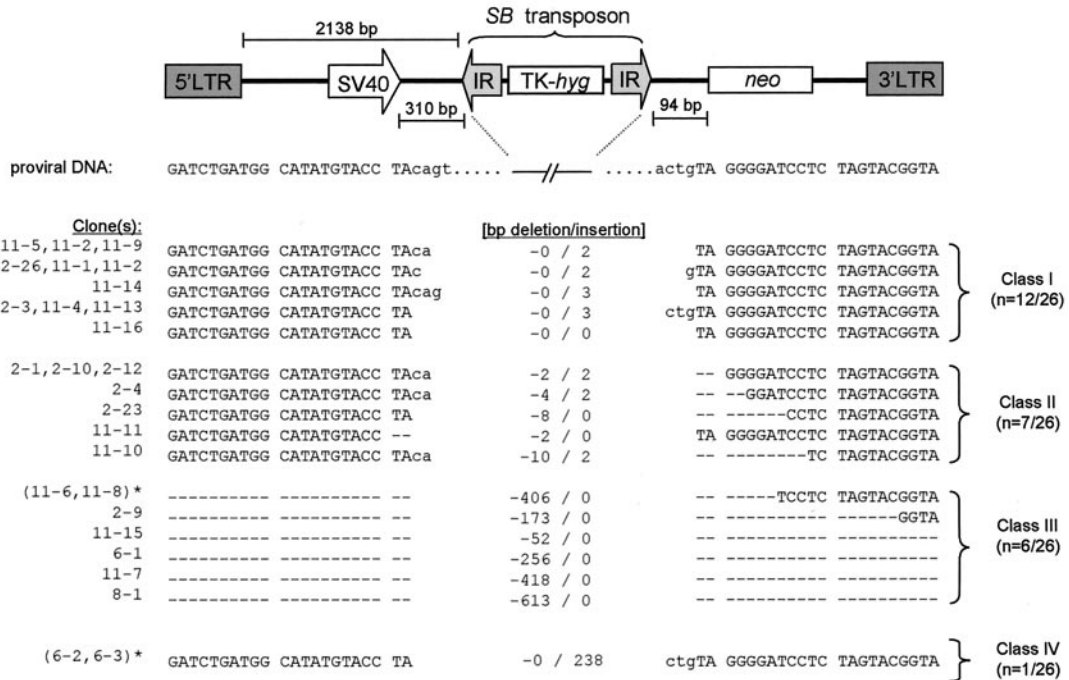 SB transposon
2138 bp
5'LTR SV40 IR TK-hyg IR neo 3'LTR
310 bp 94 bp
proviral DNA: GATCTGATGG CATATGTACC TAcagt..... —//— .....actgTA GGGGATCCTC TAGTACGGTA
Clone(s): [bp deletion/insertion]
11-5,11-2,11-9 GATCTGATGG CATATGTACC TAca -0 / 2 TA GGGGATCCTC TAGTACGGTA
2-26,11-1,11-2 GATCTGATGG CATATGTACC TAc -0 / 2 gTA GGGGATCCTC TAGTACGGTA
11-14 GATCTGATGG CATATGTACC TAcag -0 / 3 TA GGGGATCCTC TAGTACGGTA
2-3,11-4,11-13 GATCTGATGG CATATGTACC TA -0 / 3 ctgTA GGGGATCCTC TAGTACGGTA
11-16 GATCTGATGG CATATGTACC TA -0 / 0 TA GGGGATCCTC TAGTACGGTA
Class I
(n=12/26)
2-1,2-10,2-12 GATCTGATGG CATATGTACC TAca -2 / 2 -- GGGGATCCTC TAGTACGGTA
2-4 GATCTGATGG CATATGTACC TAca -4 / 2 -- --GGATCCTC TAGTACGGTA
2-23 GATCTGATGG CATATGTACC TA -8 / 0 -- ------CCTC TAGTACGGTA
11-11 GATCTGATGG CATATGTACC -- -2 / 0 TA GGGGATCCTC TAGTACGGTA
11-10 GATCTGATGG CATATGTACC TAca -10 / 2 -- --------TC TAGTACGGTA
Class II
(n=7/26)
(11-6,11-8)* ---------- ---------- -- -406 / 0 -- -----TCCTC TAGTACGGTA
2-9 ---------- ---------- -- -173 / 0 -- ---------- ------GGTA
11-15 ---------- ---------- -- -52 / 0 -- ---------- ----------
6-1 ---------- ---------- -- -256 / 0 -- ---------- ----------
11-7 ---------- ---------- -- -418 / 0 -- ---------- ----------
8-1 ---------- ---------- -- -613 / 0 -- ---------- ----------
Class III
(n=6/26)
(6-2,6-3)* GATCTGATGG CATATGTACC TA -0 / 238 ctgTA GGGGATCCTC TAGTACGGTA
Class IV
(n=1/26)